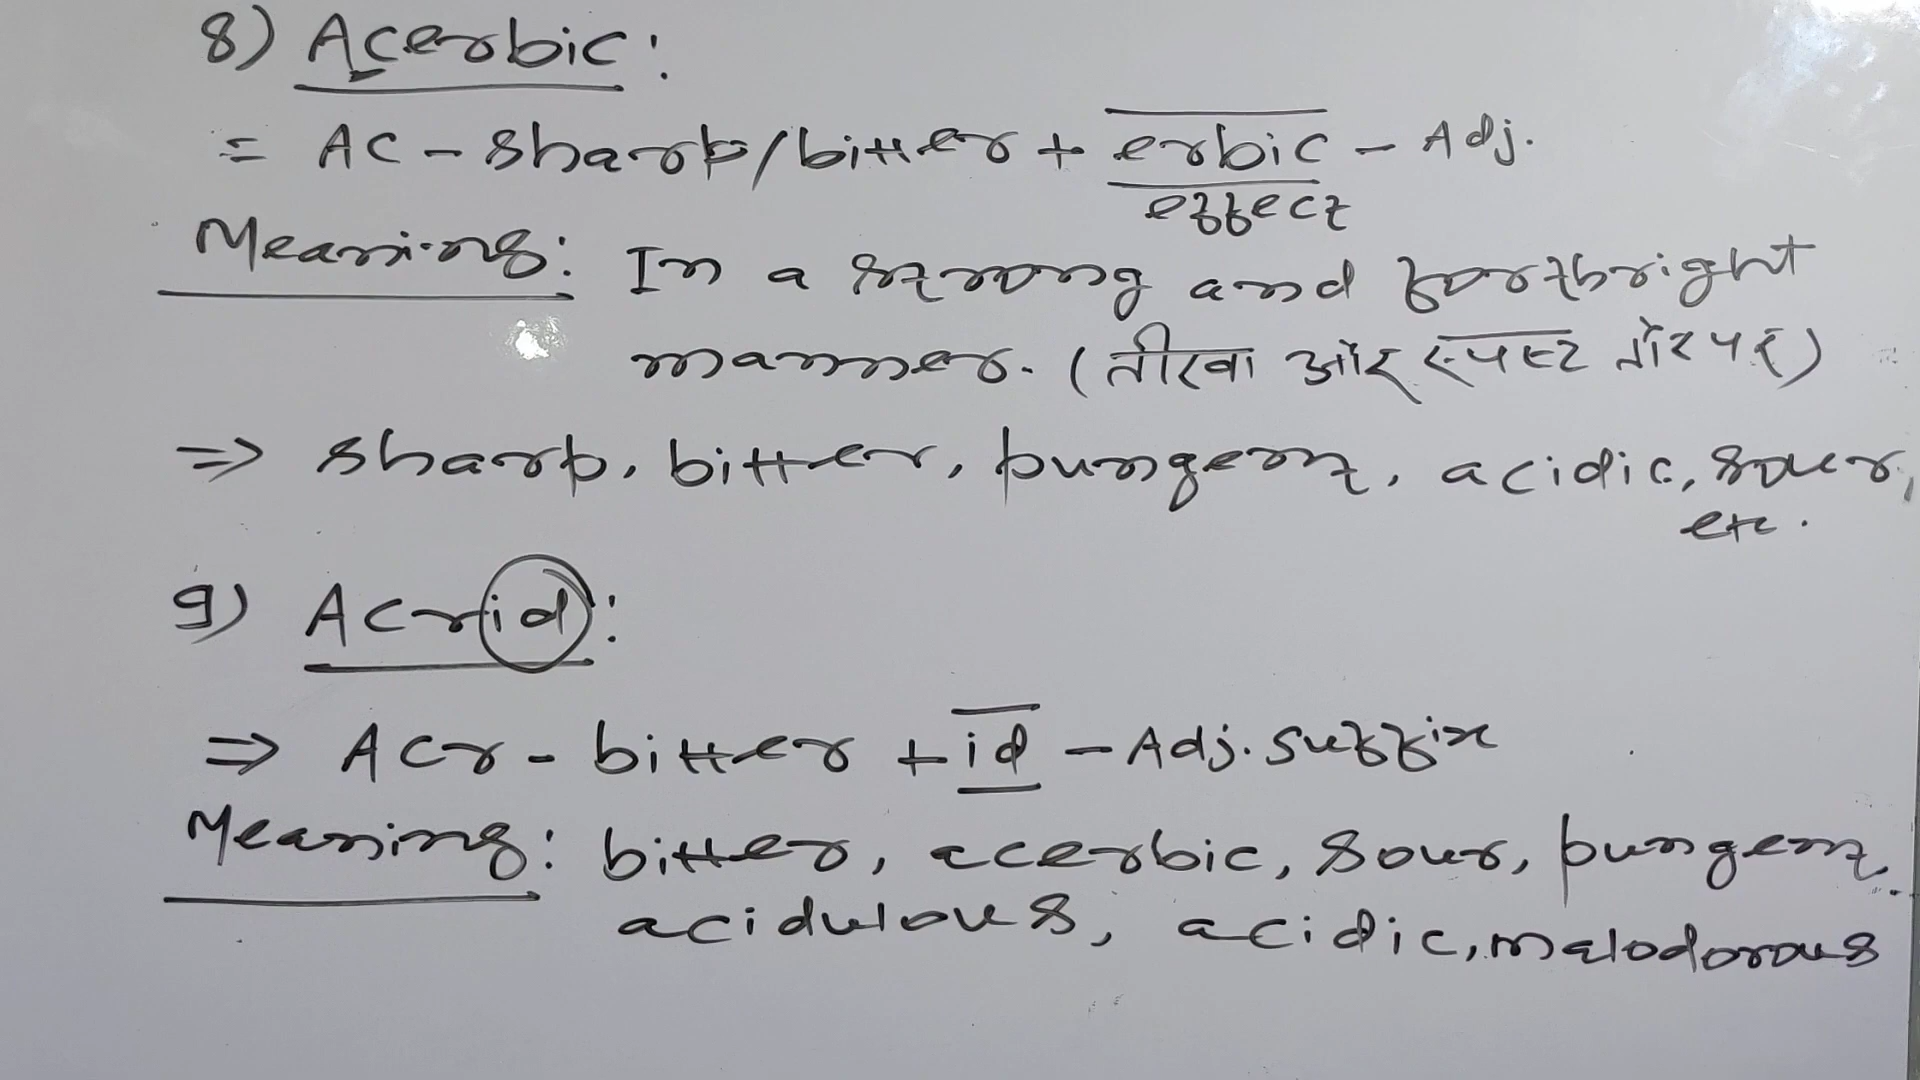 8) Acerbic:
= AC - sharp/bitter + erbic - Adj.
effect
Meaning: In a strong and forthright
manner. (तीखा और स्पष्ट तौर पर)
⇒ sharp, bitter, pungent, acidic, sour,
etc.
9) Acrid:
⇒ Acr - bitter + id - Adj. suffix
Meaning: bitter, acerbic, sour, pungent,
acidulous, acidic, malodorous